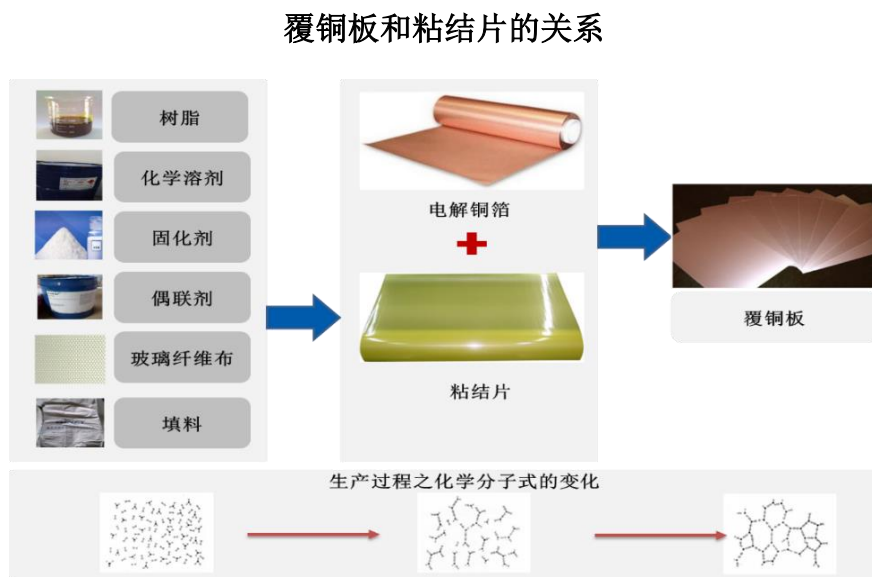 覆铜板和粘结片的关系
树脂
化学溶剂
固化剂
偶联剂
玻璃纤维布
填料
电解铜箔
粘结片
覆铜板
生产过程之化学分子式的变化